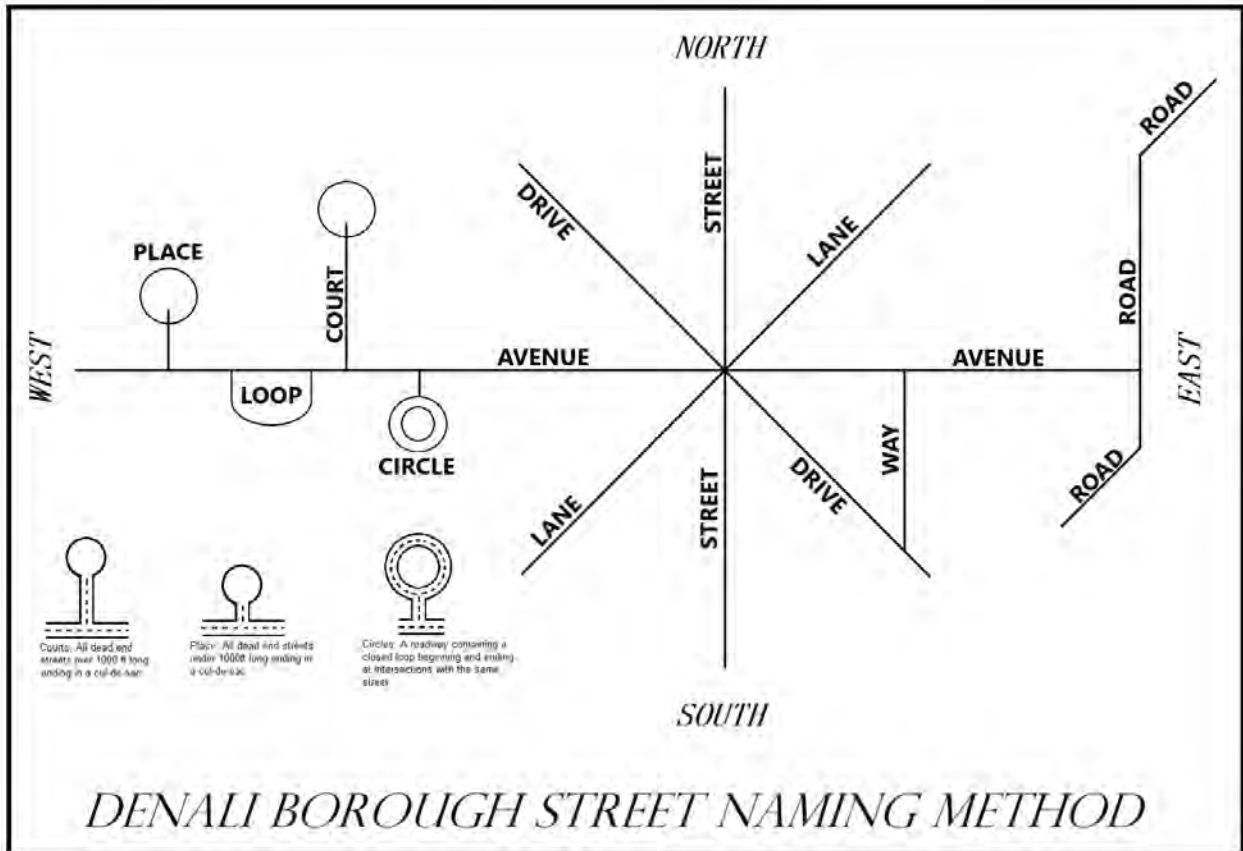 NORTH
ROAD
DRIVE
STREET
LANE
PLACE
COURT
ROAD
WEST
AVENUE
AVENUE
EAST
LOOP
CIRCLE
LANE
STREET
DRIVE
WAY
ROAD
Courts: All dead end
streets over 1000 ft long
ending in a cul-de-sac
Place: All dead end streets
under 1000ft long ending in
a cul-de-sac
Circles: A roadway containing a
closed loop beginning and ending
at intersections with the same
street
SOUTH
DENALI BOROUGH STREET NAMING METHOD